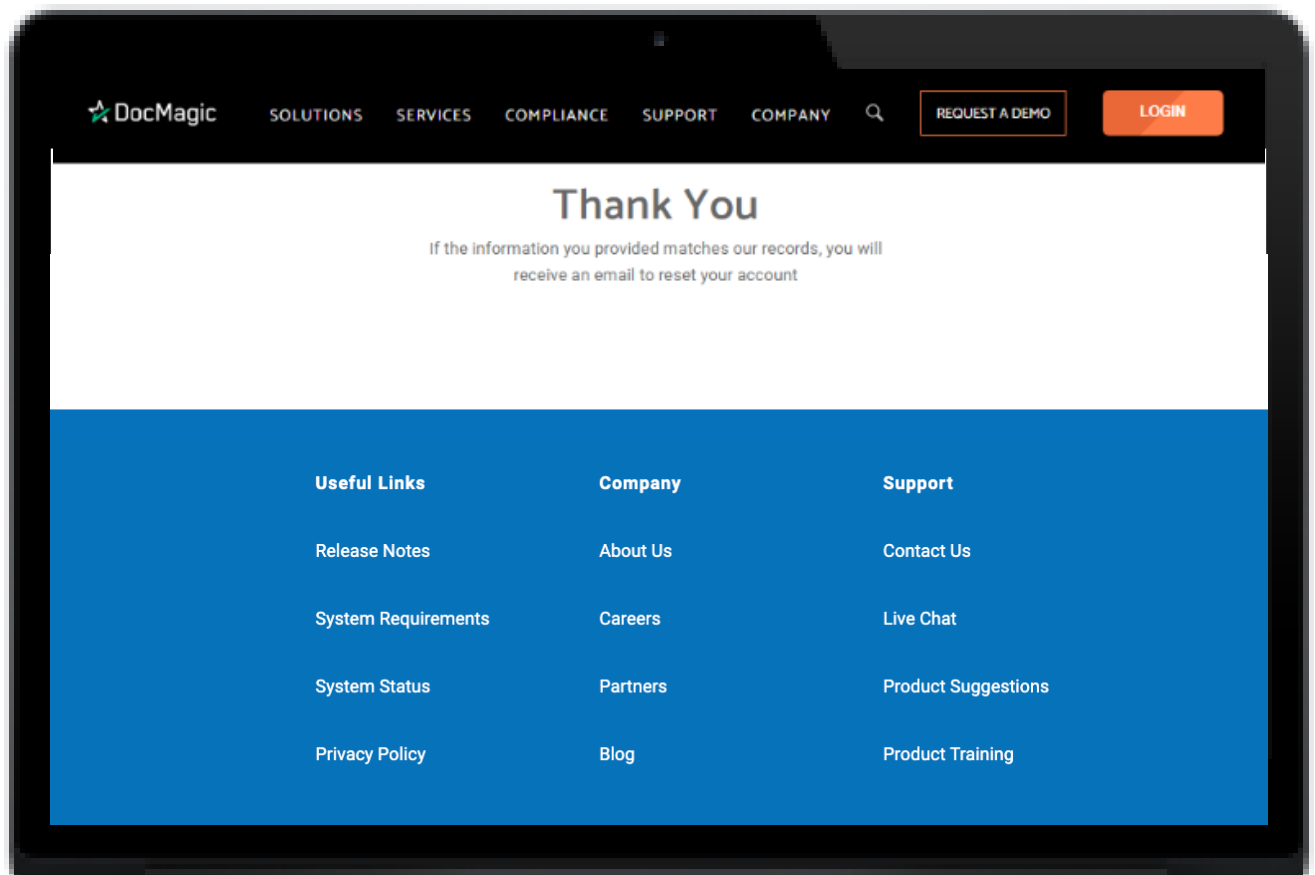 DocMagic SOLUTIONS SERVICES COMPLIANCE SUPPORT COMPANY REQUEST A DEMO LOGIN
Thank You
If the information you provided matches our records, you will
receive an email to reset your account
Useful Links
Release Notes
System Requirements
System Status
Privacy Policy
Company
About Us
Careers
Partners
Blog
Support
Contact Us
Live Chat
Product Suggestions
Product Training